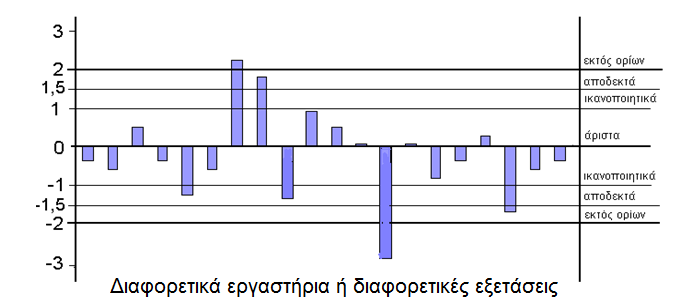 3
2
1,5
1
0
-1
-1,5
-2
-3
εκτός ορίων
αποδεκτά
ικανοποιητικά
άριστα
ικανοποιητικά
αποδεκτά
εκτός ορίων
Διαφορετικά εργαστήρια ή διαφορετικές εξετάσεις